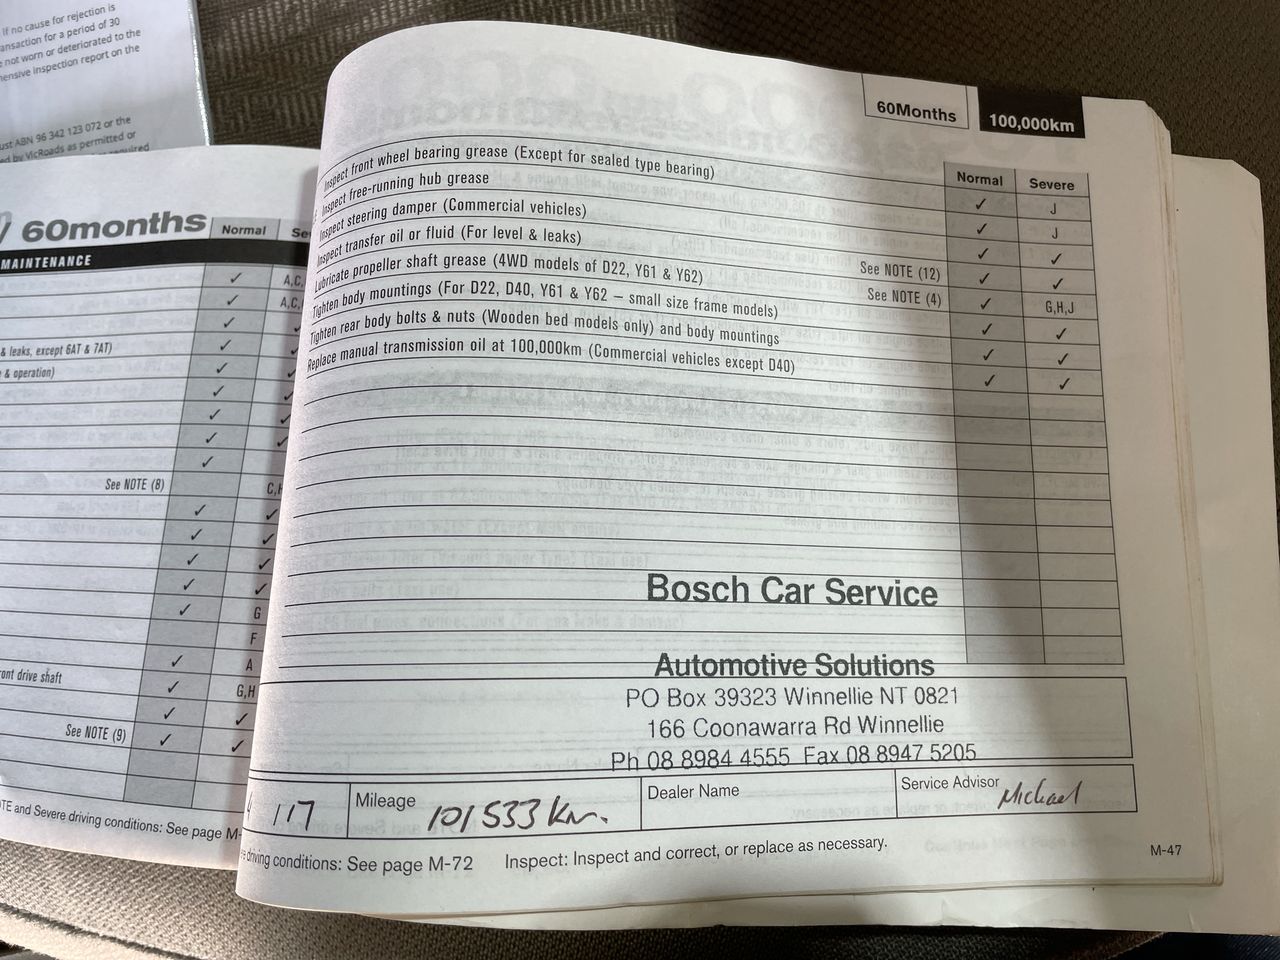 If no cause for rejection is
ansaction for a period of 30
not worn or deteriorated to the
ensive inspection report on the
ust ABN 96 342 123 072 or the
ed by VicRoads as permitted or
required
60months
Normal
MAINTENANCE
✓ A,C,
✓ A,C,
✓
& leaks, except 6AT & 7AT) ✓
& operation) ✓
✓
✓
✓
✓
See NOTE (8)
✓ ✓
✓ ✓
✓ ✓
✓ ✓
✓ G
F
✓ A
ont drive shaft ✓ G,H
✓ ✓
See NOTE (9) ✓ ✓
TE and Severe driving conditions: See page M-
60Months 100,000km
Normal Severe
Inspect front wheel bearing grease (Except for sealed type bearing) ✓ J
Inspect free-running hub grease ✓ J
Inspect steering damper (Commercial vehicles) ✓ ✓
Inspect transfer oil or fluid (For level & leaks) See NOTE (12) ✓ ✓
Lubricate propeller shaft grease (4WD models of D22, Y61 & Y62) See NOTE (4) ✓ G,H,J
Tighten body mountings (For D22, D40, Y61 & Y62 – small size frame models) ✓ ✓
Tighten rear body bolts & nuts (Wooden bed models only) and body mountings ✓ ✓
Replace manual transmission oil at 100,000km (Commercial vehicles except D40) ✓ ✓
Bosch Car Service
Automotive Solutions
PO Box 39323 Winnellie NT 0821
166 Coonawarra Rd Winnellie
Ph 08 8984 4555 Fax 08 8947 5205
117 Mileage 101533 Km. Dealer Name Service Advisor Michael
driving conditions: See page M-72 Inspect: Inspect and correct, or replace as necessary.
M-47